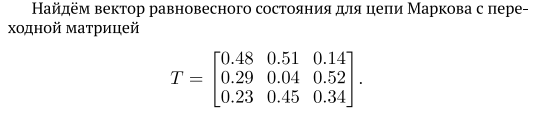 Найдём вектор равновесного состояния для цепи Маркова с пере-
ходной матрицей
T = [0.48 0.51 0.14
0.29 0.04 0.52
0.23 0.45 0.34].